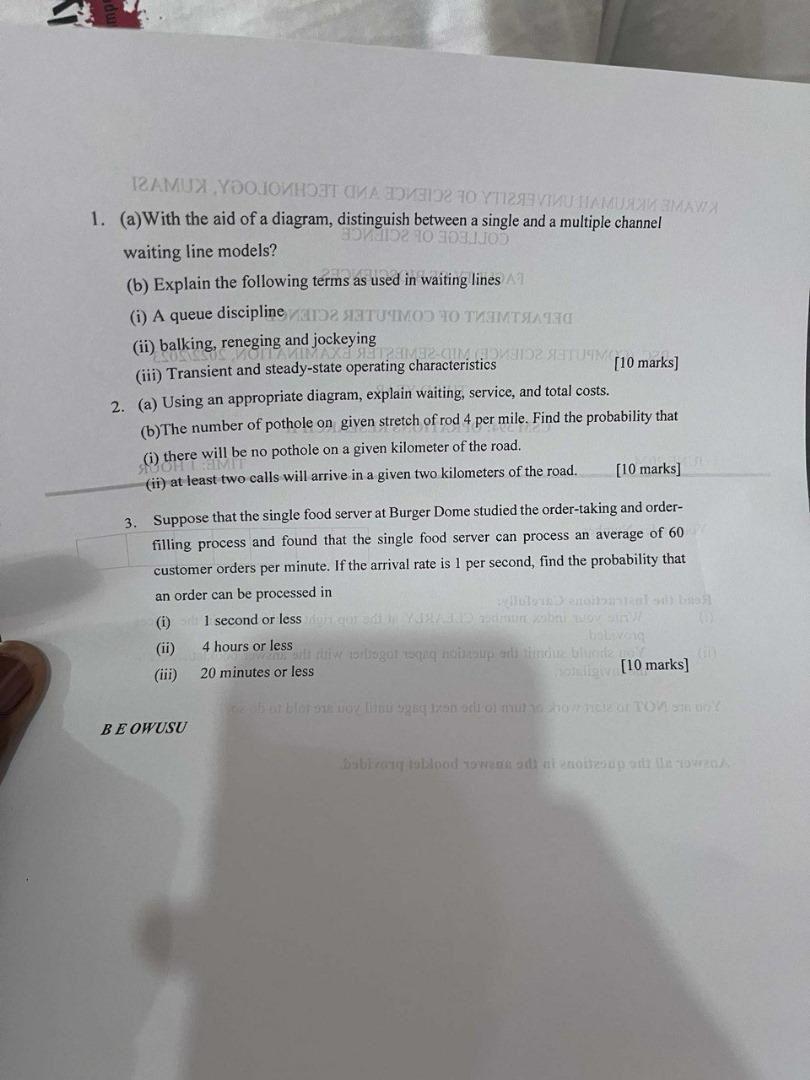 1. (a)With the aid of a diagram, distinguish between a single and a multiple channel
waiting line models?
(b) Explain the following terms as used in waiting lines
(i) A queue discipline
(ii) balking, reneging and jockeying
(iii) Transient and steady-state operating characteristics [10 marks]
2. (a) Using an appropriate diagram, explain waiting, service, and total costs.
(b)The number of pothole on given stretch of rod 4 per mile. Find the probability that
(i) there will be no pothole on a given kilometer of the road.
(ii) at least two calls will arrive in a given two kilometers of the road. [10 marks]
3. Suppose that the single food server at Burger Dome studied the order-taking and order-
filling process and found that the single food server can process an average of 60
customer orders per minute. If the arrival rate is 1 per second, find the probability that
an order can be processed in
(i) 1 second or less
(ii) 4 hours or less
(iii) 20 minutes or less [10 marks]
B E OWUSU